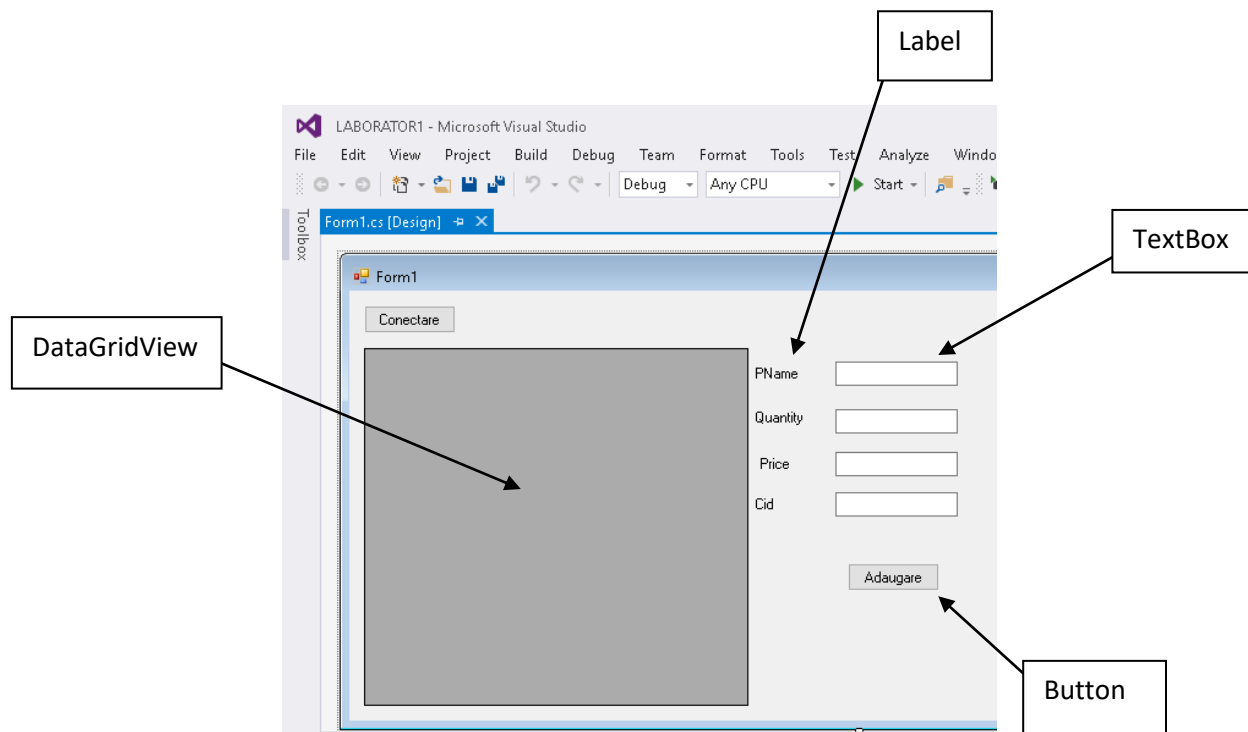 Label
LABORATOR1 - Microsoft Visual Studio
File Edit View Project Build Debug Team Format Tools Test Analyze Windo
Debug Any CPU Start
Toolbox
Form1.cs [Design]
TextBox
Form1
Conectare
DataGridView
PName
Quantity
Price
Cid
Adaugare
Button